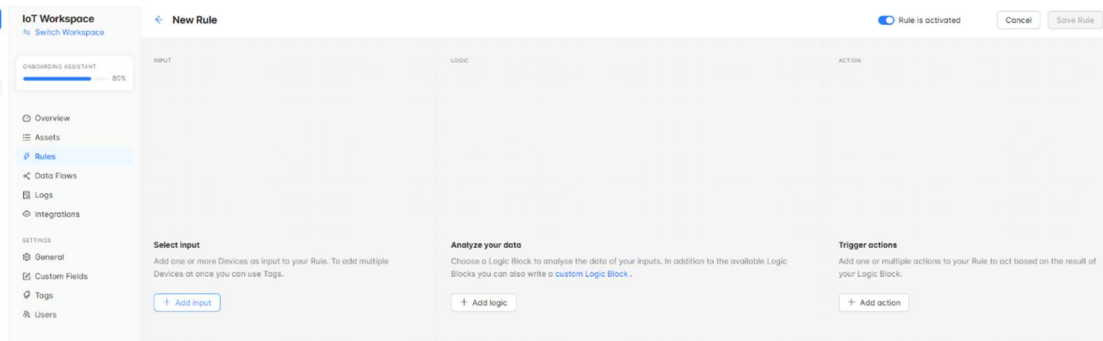 IoT Workspace
Switch Workspace
ONBOARDING ASSISTANT
80%
Overview
Assets
Rules
Data Flows
Logs
Integrations
SETTINGS
General
Custom Fields
Tags
Users
← New Rule
Rule is activated
Cancel
Save Rule
INPUT
Select input
Add one or more Devices as input to your Rule. To add multiple
Devices at once you can use Tags.
+ Add input
LOGIC
Analyze your data
Choose a Logic Block to analyse the data of your inputs. In addition to the available Logic
Blocks you can also write a custom Logic Block .
+ Add logic
ACTION
Trigger actions
Add one or multiple actions to your Rule to act based on the result of
your Logic Block.
+ Add action